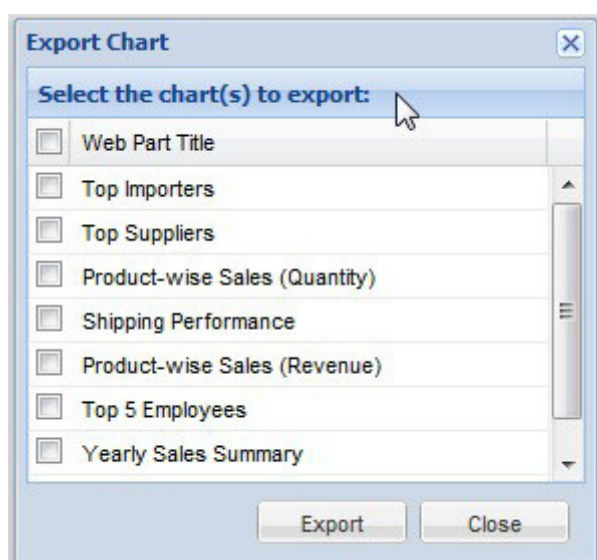 Export Chart
Select the chart(s) to export:
Web Part Title
Top Importers
Top Suppliers
Product-wise Sales (Quantity)
Shipping Performance
Product-wise Sales (Revenue)
Top 5 Employees
Yearly Sales Summary
Export Close